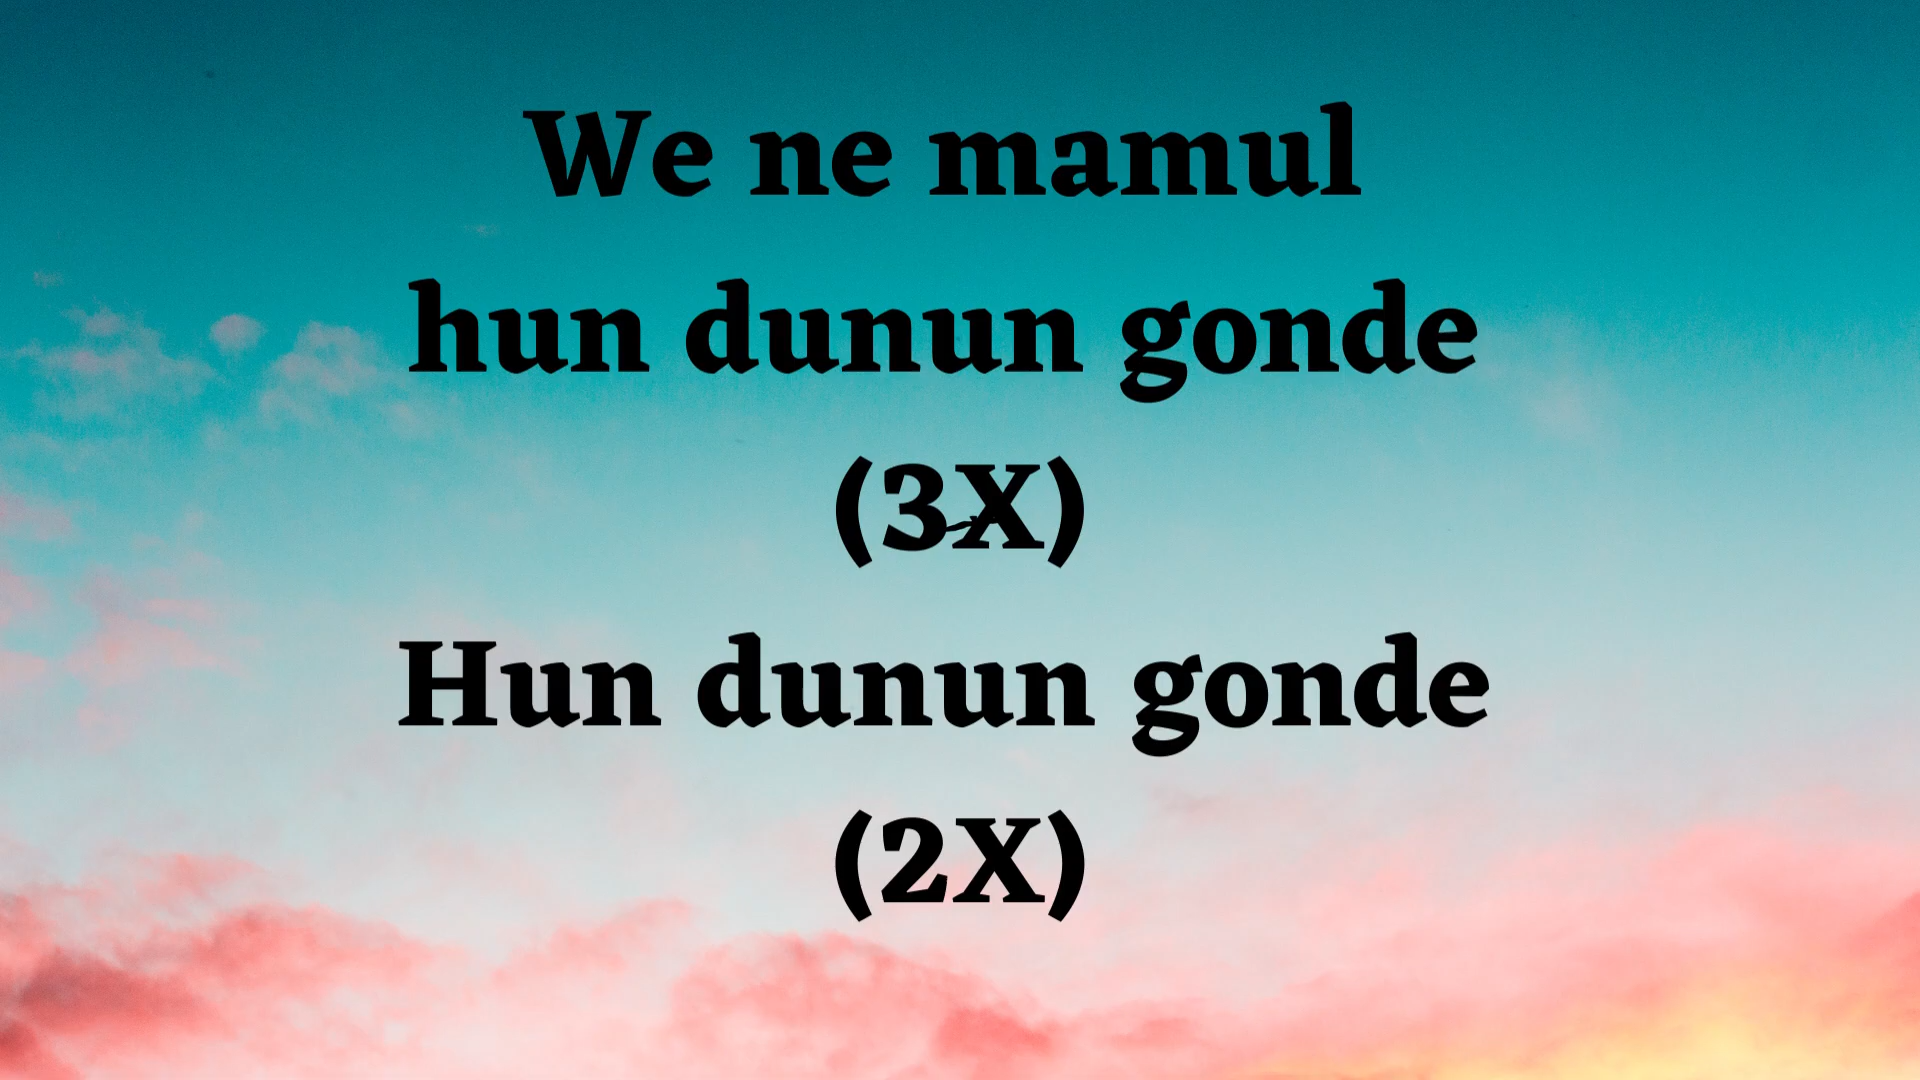 We ne mamul
hun dunun gonde
(3X)
Hun dunun gonde
(2X)